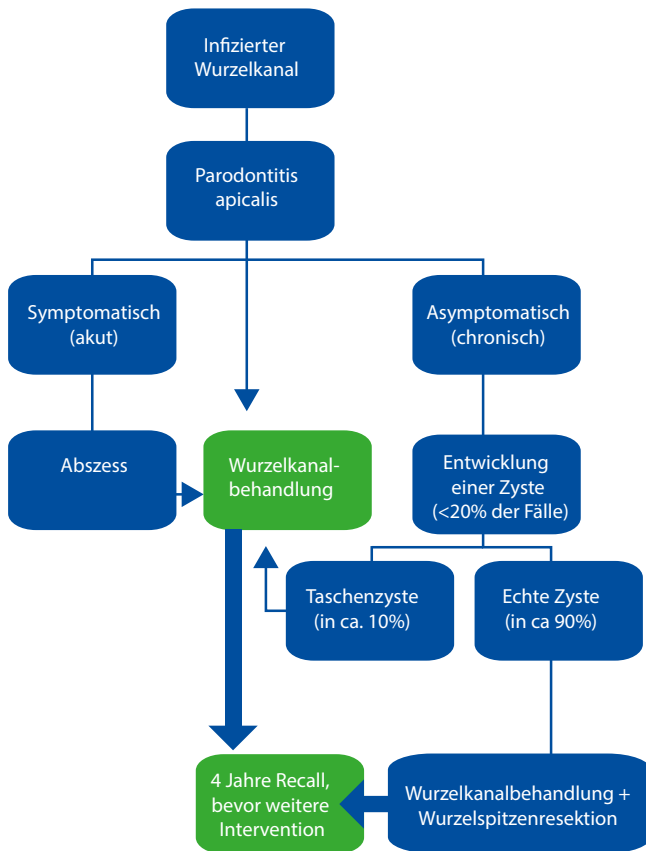 Infizierter
Wurzelkanal
Parodontitis
apicalis
Symptomatisch
(akut)
Asymptomatisch
(chronisch)
Abszess
Wurzelkanal-
behandlung
Entwicklung
einer Zyste
(<20% der Fälle)
Taschenzyste
(in ca. 10%)
Echte Zyste
(in ca 90%)
4 Jahre Recall,
bevor weitere
Intervention
Wurzelkanalbehandlung +
Wurzelspitzenresektion